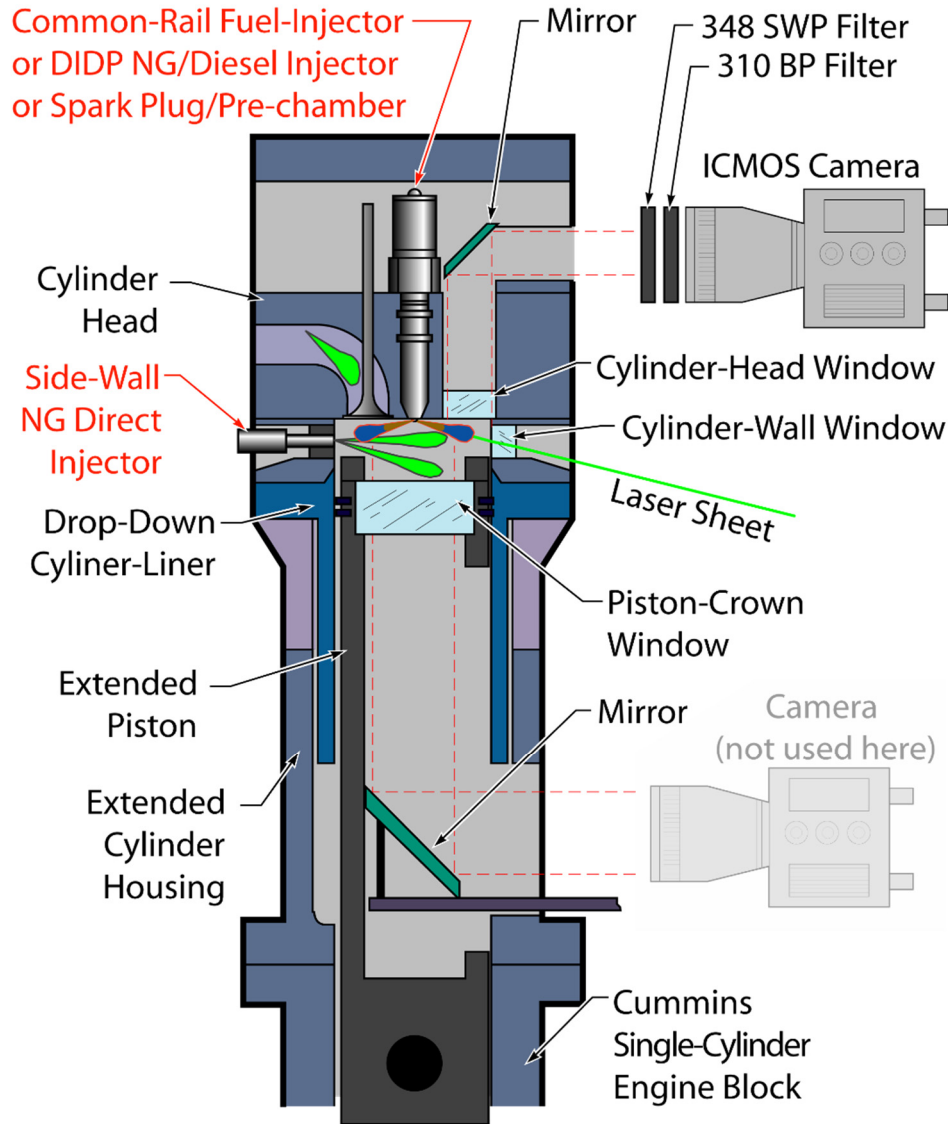 Common-Rail Fuel-Injector
or DIDP NG/Diesel Injector
or Spark Plug/Pre-chamber
Mirror
348 SWP Filter
310 BP Filter
ICMOS Camera
Cylinder
Head
Side-Wall
NG Direct
Injector
Cylinder-Head Window
Cylinder-Wall Window
Laser Sheet
Drop-Down
Cyliner-Liner
Piston-Crown
Window
Extended
Piston
Mirror
Camera
(not used here)
Extended
Cylinder
Housing
Cummins
Single-Cylinder
Engine Block